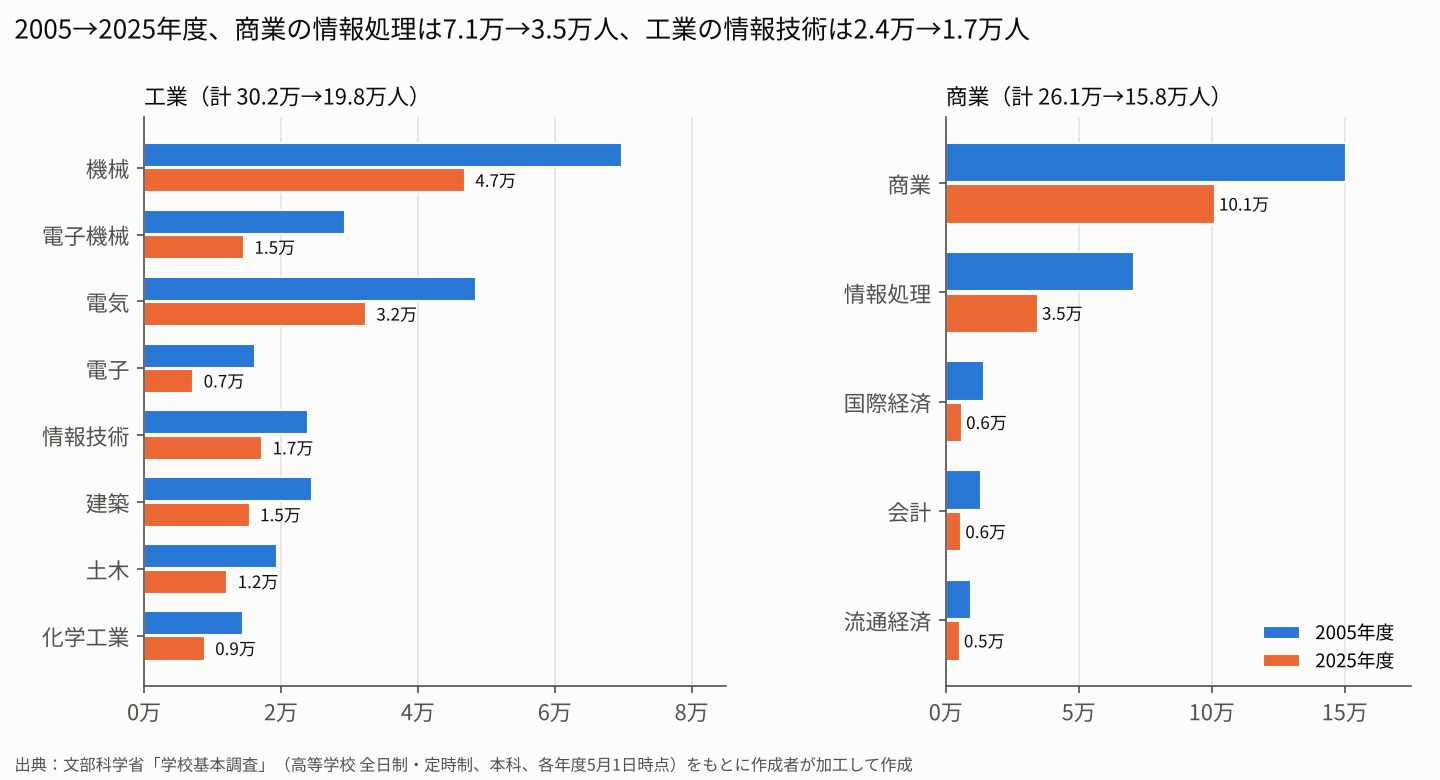 2005→2025年度、商業の情報処理は7.1万→3.5万人、工業の情報技術は2.4万→1.7万人
工業（計 30.2万→19.8万人）
機械
4.7万
電子機械
1.5万
電気
3.2万
電子
0.7万
情報技術
1.7万
建築
1.5万
土木
1.2万
化学工業
0.9万
0万 2万 4万 6万 8万
商業（計 26.1万→15.8万人）
商業
10.1万
情報処理
3.5万
国際経済
0.6万
会計
0.6万
流通経済
0.5万
2005年度
2025年度
0万 5万 10万 15万
出典：文部科学省「学校基本調査」（高等学校 全日制・定時制、本科、各年度5月1日時点）をもとに作成者が加工して作成